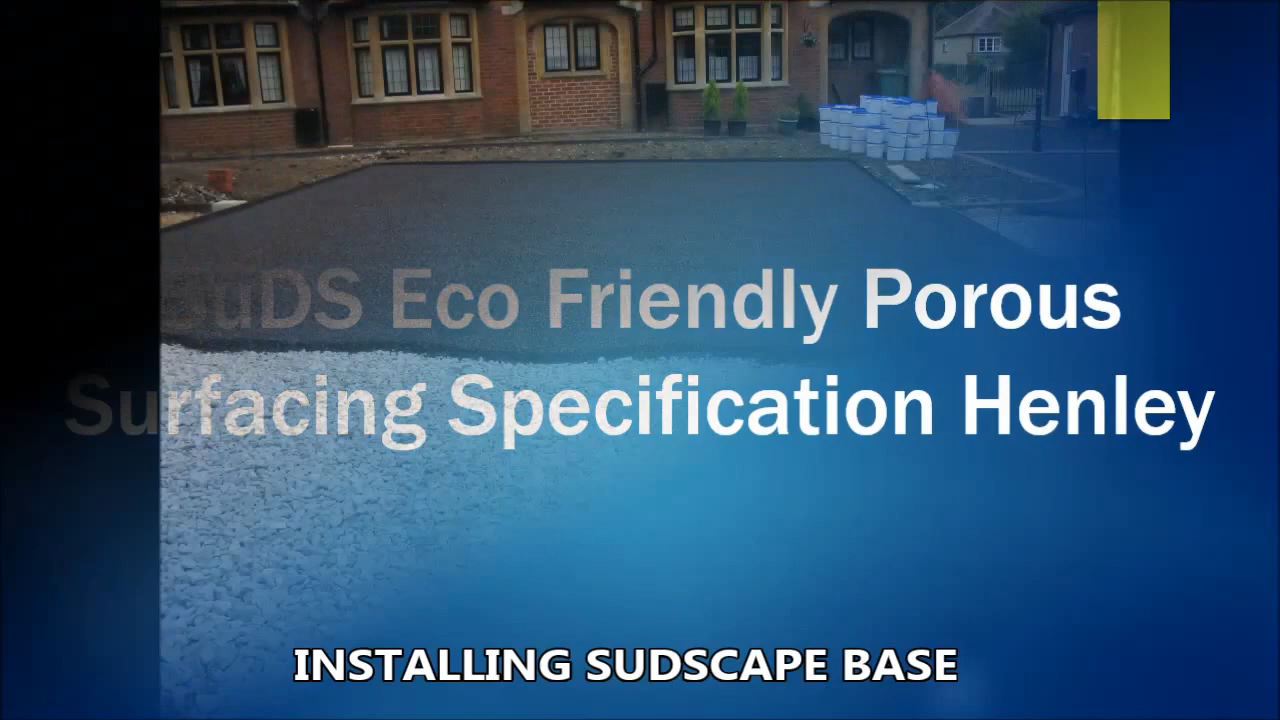 SuDS Eco Friendly Porous
Surfacing Specification Henley
INSTALLING SUDSCAPE BASE